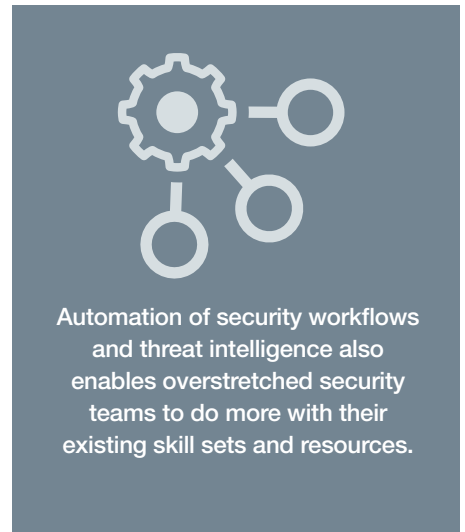 Automation of security workflows
and threat intelligence also
enables overstretched security
teams to do more with their
existing skill sets and resources.